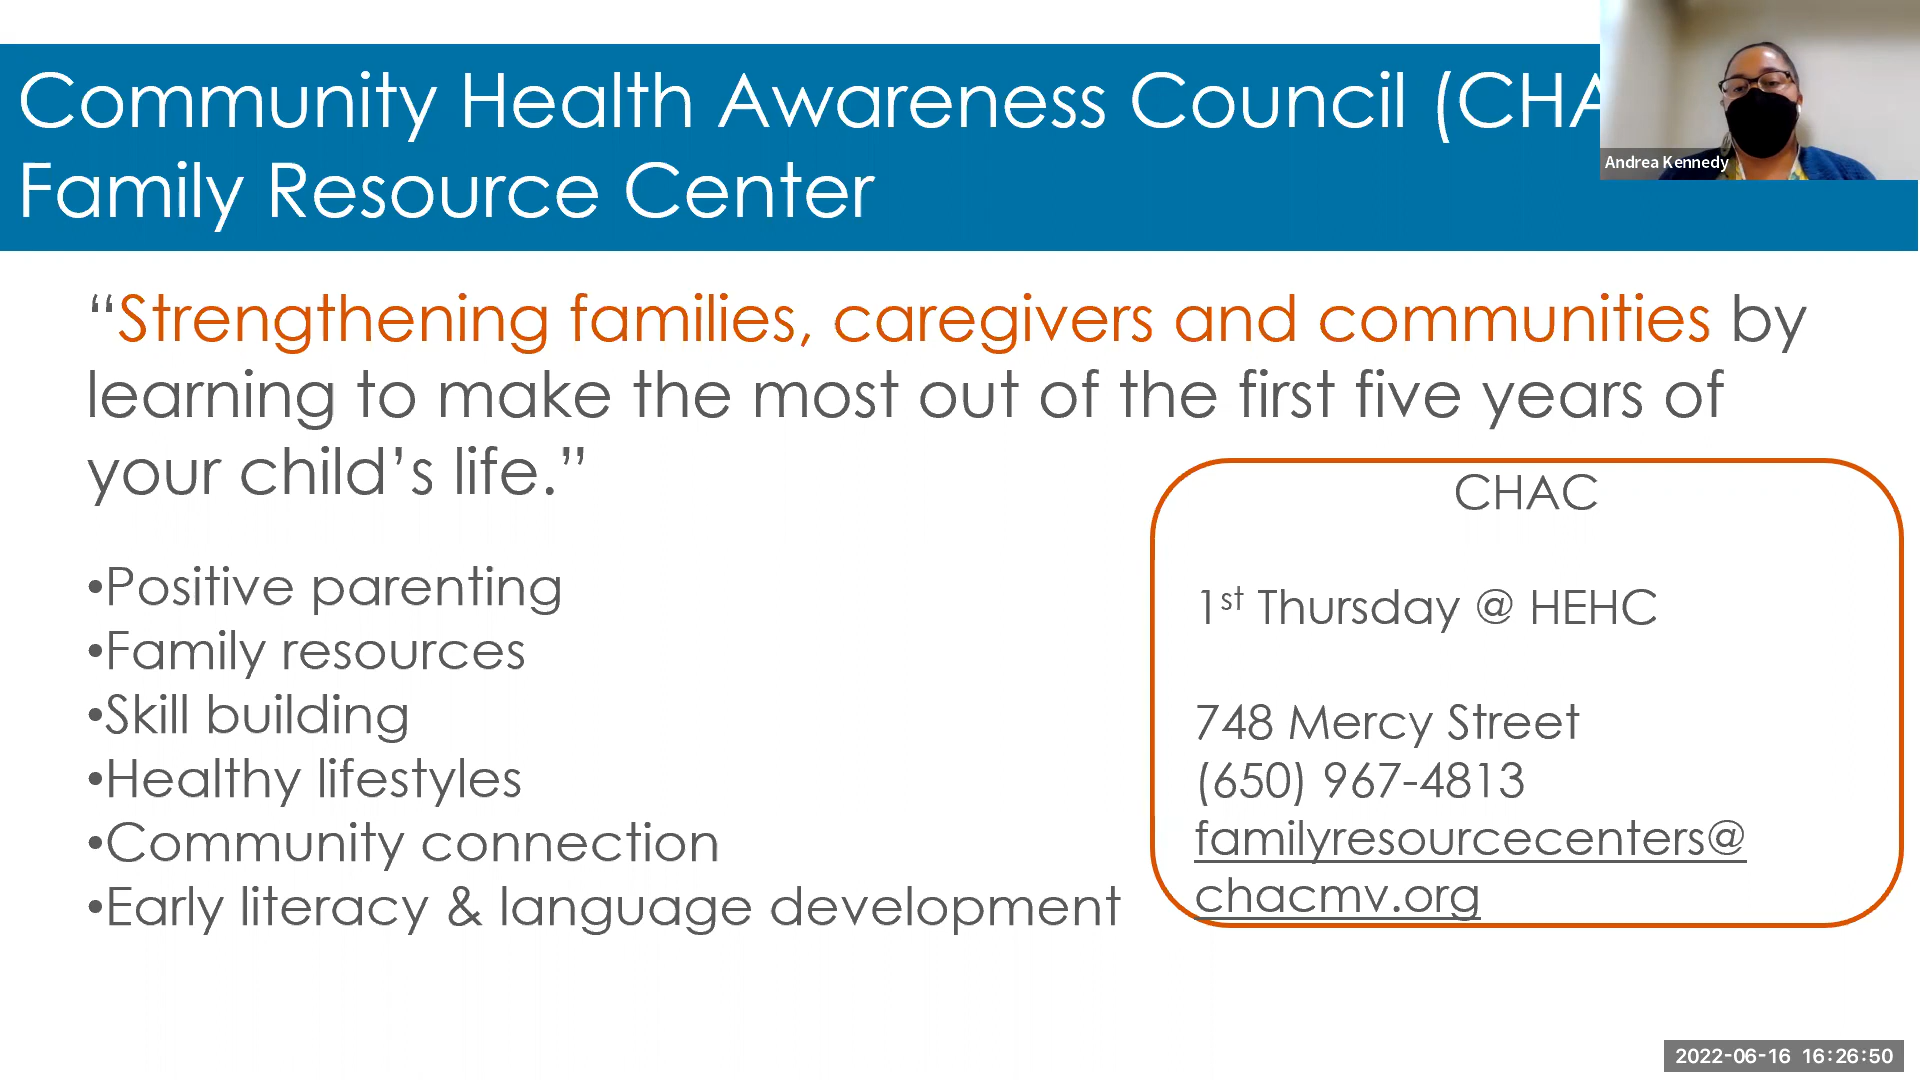 Community Health Awareness Council (CHA
Family Resource Center
Andrea Kennedy
“Strengthening families, caregivers and communities by
learning to make the most out of the first five years of
your child’s life.”
•Positive parenting
•Family resources
•Skill building
•Healthy lifestyles
•Community connection
•Early literacy & language development
CHAC
1st Thursday @ HEHC
748 Mercy Street
(650) 967-4813
familyresourcecenters@
chacmv.org
2022-06-16 16:26:50